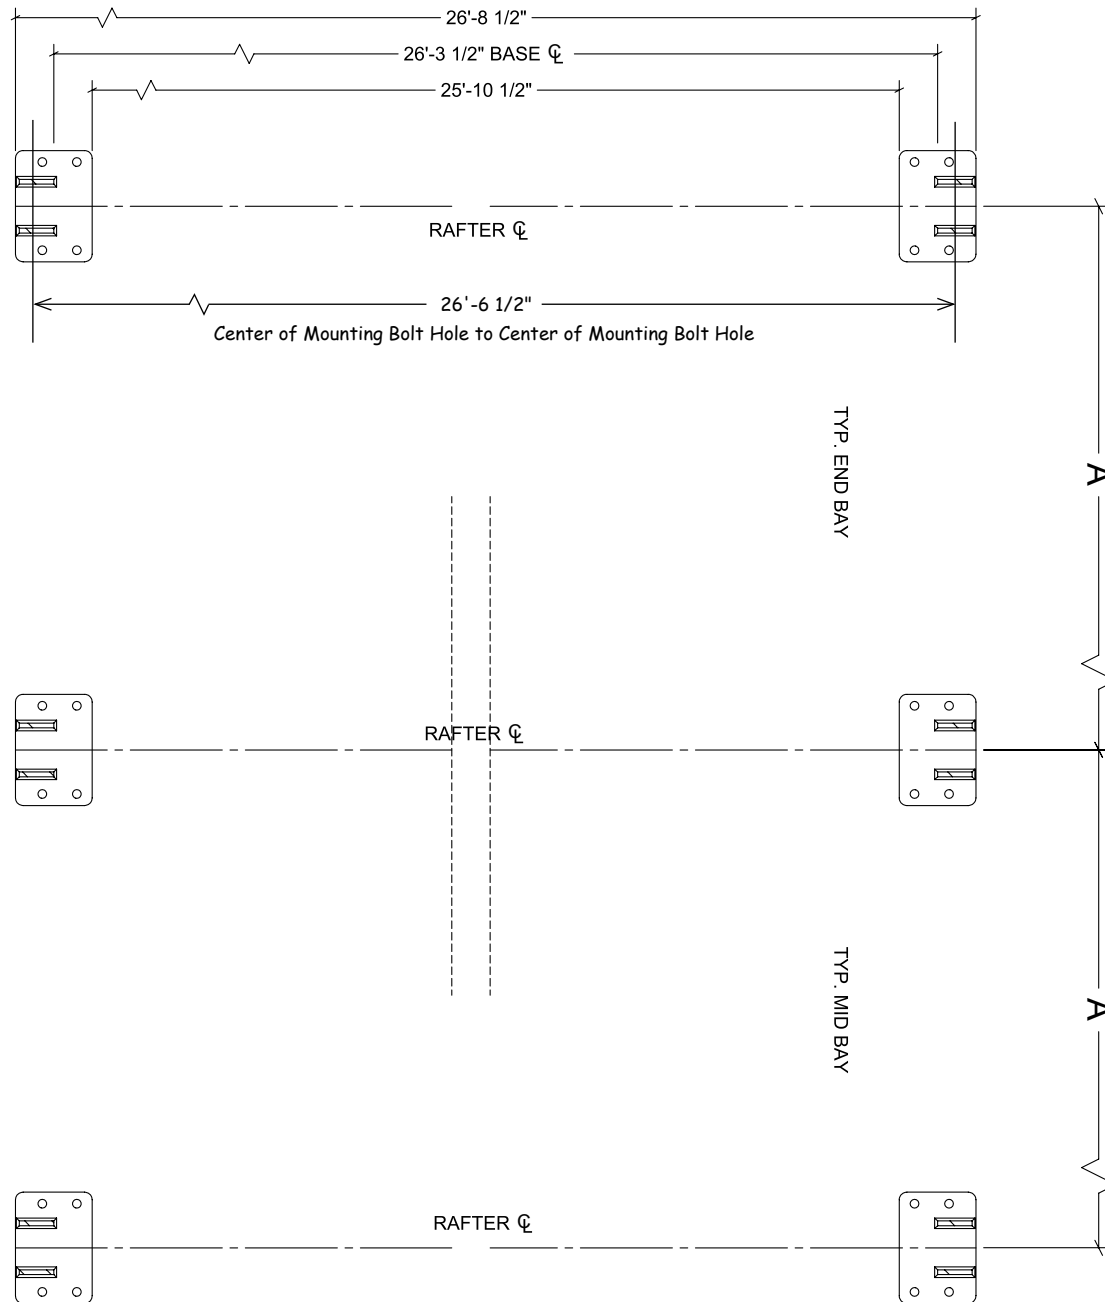 26'-8 1/2"
26'-3 1/2" BASE ℄
25'-10 1/2"
RAFTER ℄
26'-6 1/2"
Center of Mounting Bolt Hole to Center of Mounting Bolt Hole
TYP. END BAY
A
RAFTER ℄
TYP. MID BAY
A
RAFTER ℄